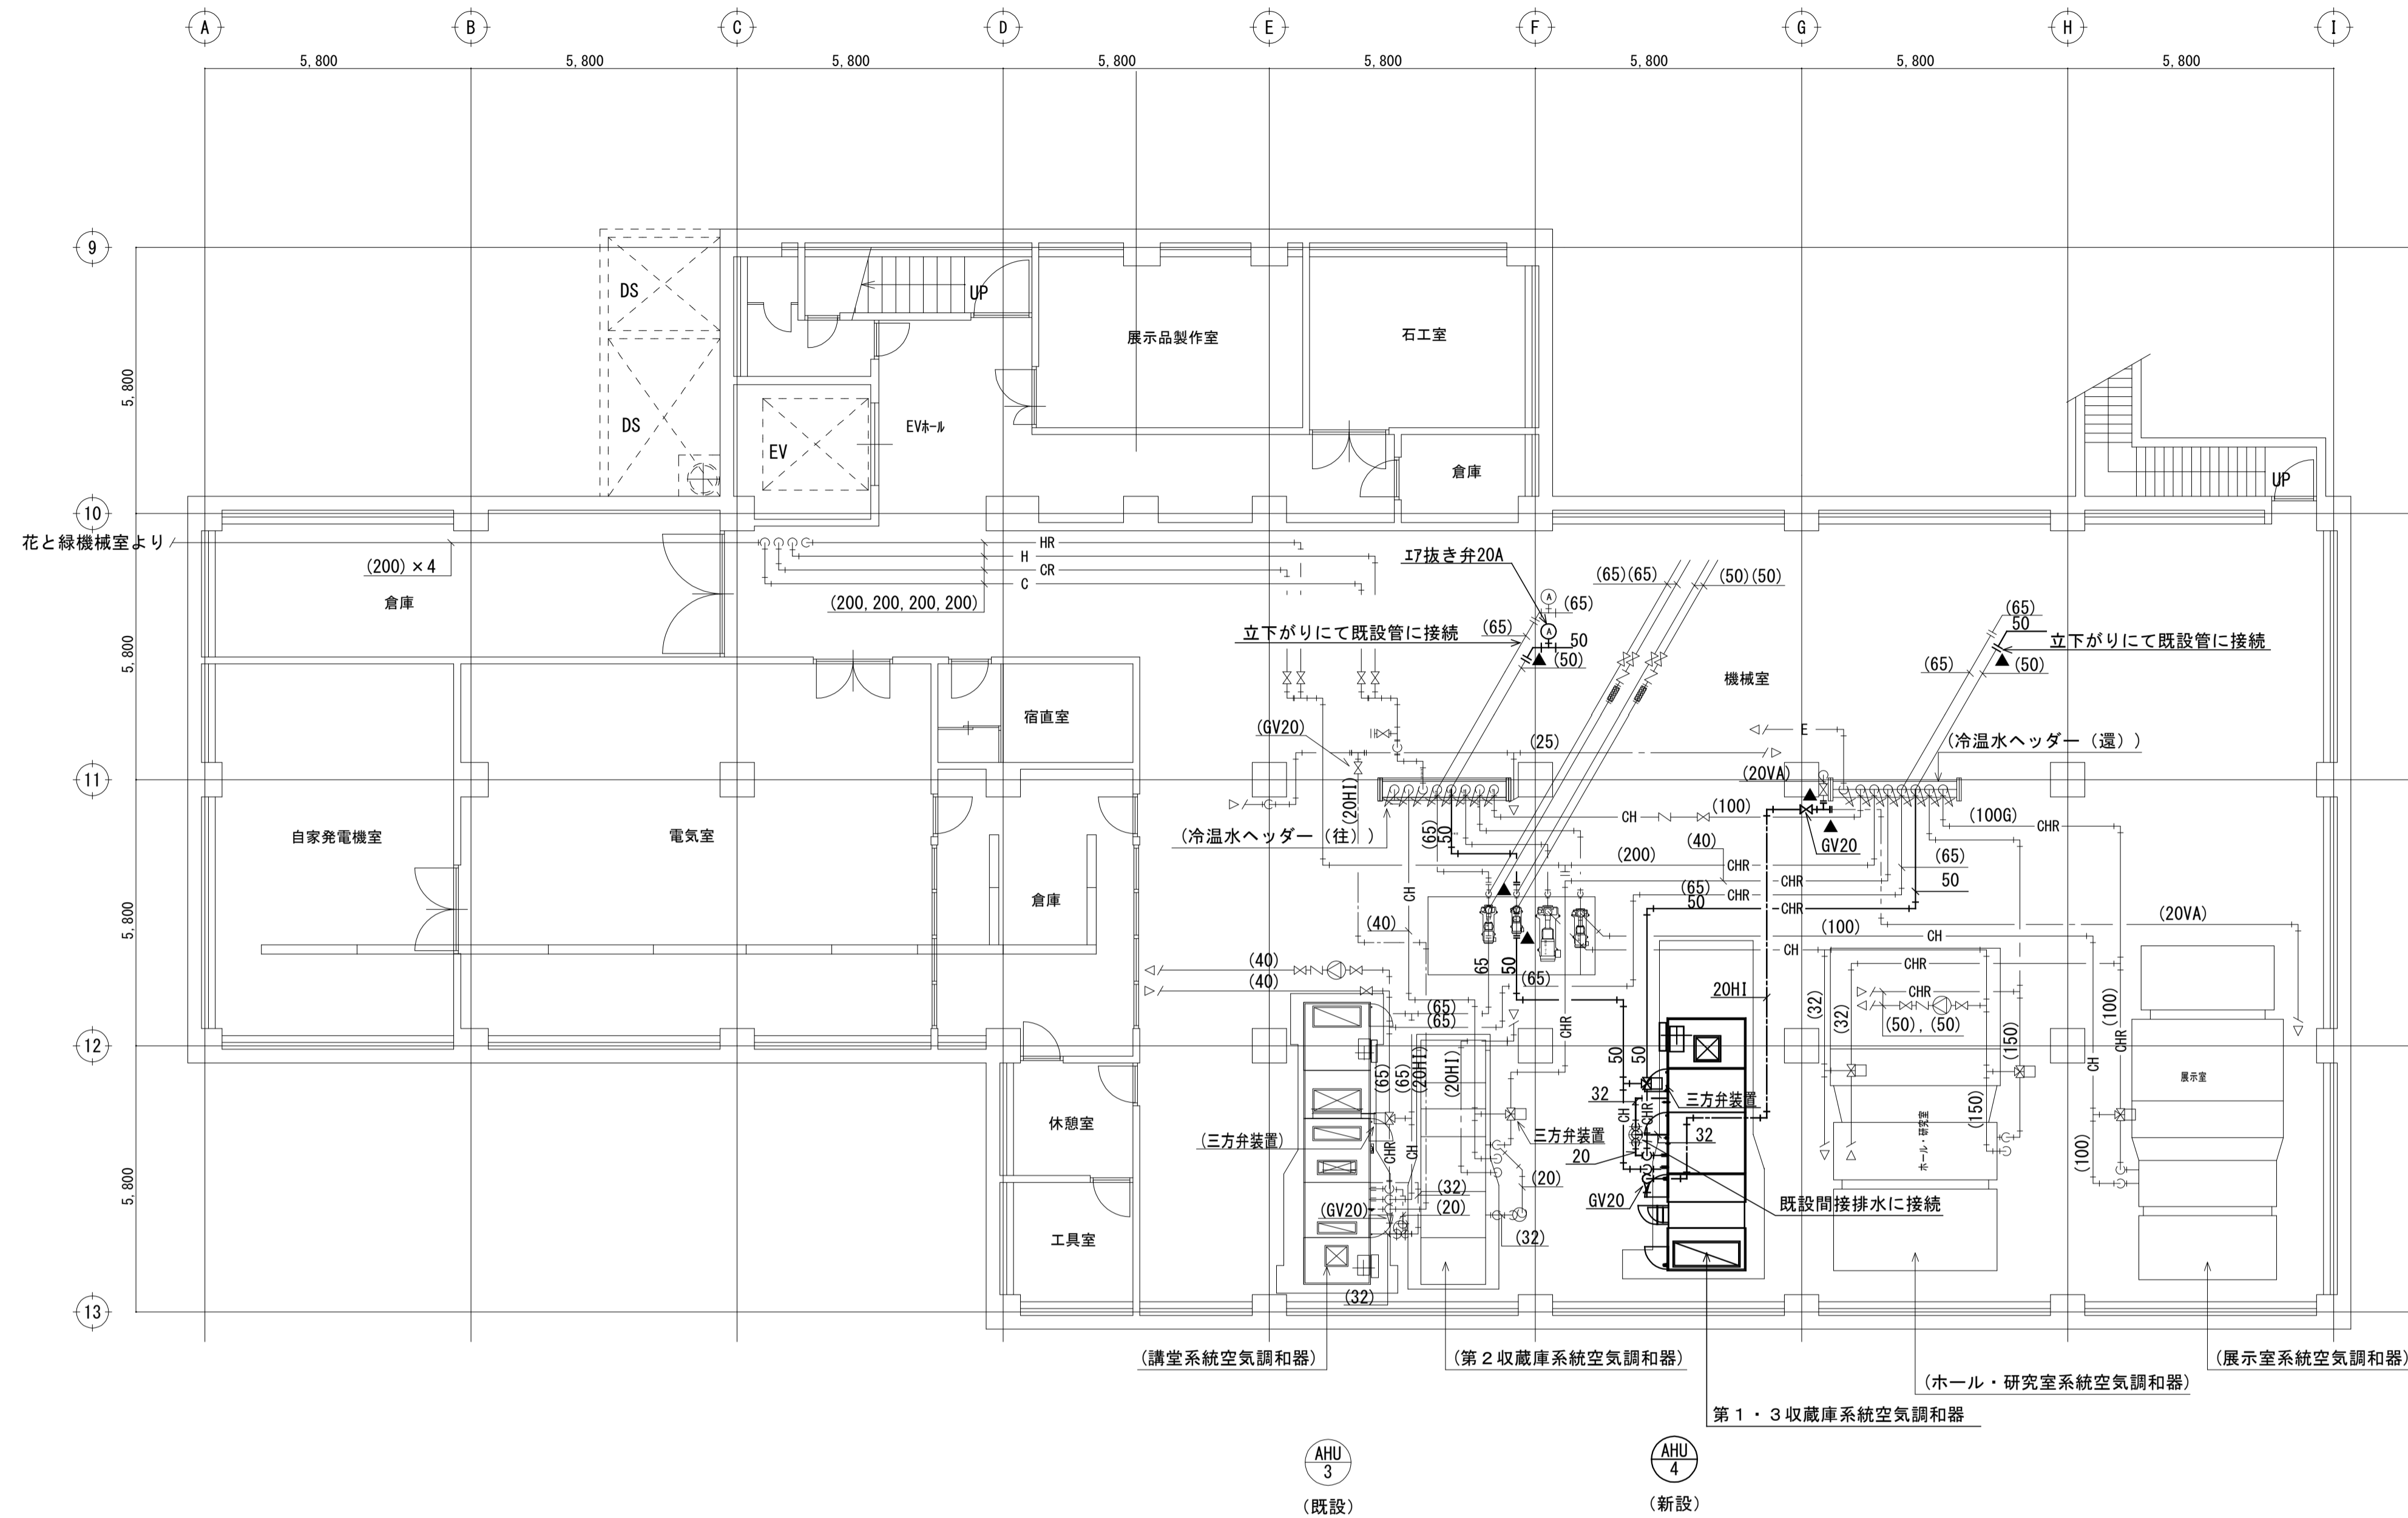 A
B
C
D
E
F
G
H
I
5,800
5,800
5,800
5,800
5,800
5,800
5,800
5,800
9
10
11
12
13
5,800
5,800
5,800
5,800
DS
DS
UP
EV
EVホール
展示品製作室
石工室
倉庫
UP
花と緑機械室より
(200)×4
倉庫
HR
H
CR
C
(200,200,200,200)
ｴｱ抜き弁20A
A
A
(65)
(65)
50
(50)
立下がりにて既設管に接続
(65)(65)
(50)(50)
機械室
(65)
50
立下がりにて既設管に接続
(65)
(50)
宿直室
(GV20)
(25)
E
(冷温水ヘッダー（還）)
(20VA)
(20HI)
(冷温水ヘッダー（往）)
(65)
50
CH
(100)
GV20
(100G)
CHR
(40)
(200)
CHR
CHR
(65)
CHR
50
CHR
(65)
50
(20VA)
(100)
CH
CH
CHR
CHR
(50),(50)
自家発電機室
電気室
倉庫
CH
(40)
(40)
(40)
65
50
(65)
(65)
(65)
20HI
(32)
(32)
(150)
(100)
CHR
CH
CHR
(65)
(65)
(20HI)
(20HI)
50
50
32
CH
CHR
三方弁装置
32
(150)
(100)
展示室
ホール・研究室
休憩室
(三方弁装置)
CHR
CH
三方弁装置
20
(20)
(32)
(20)
(GV20)
(32)
(32)
GV20
既設間接排水に接続
工具室
(講堂系統空気調和器)
(第２収蔵庫系統空気調和器)
(展示室系統空気調和器)
(ホール・研究室系統空気調和器)
第１・３収蔵庫系統空気調和器
AHU
3
(既設)
AHU
4
(新設)